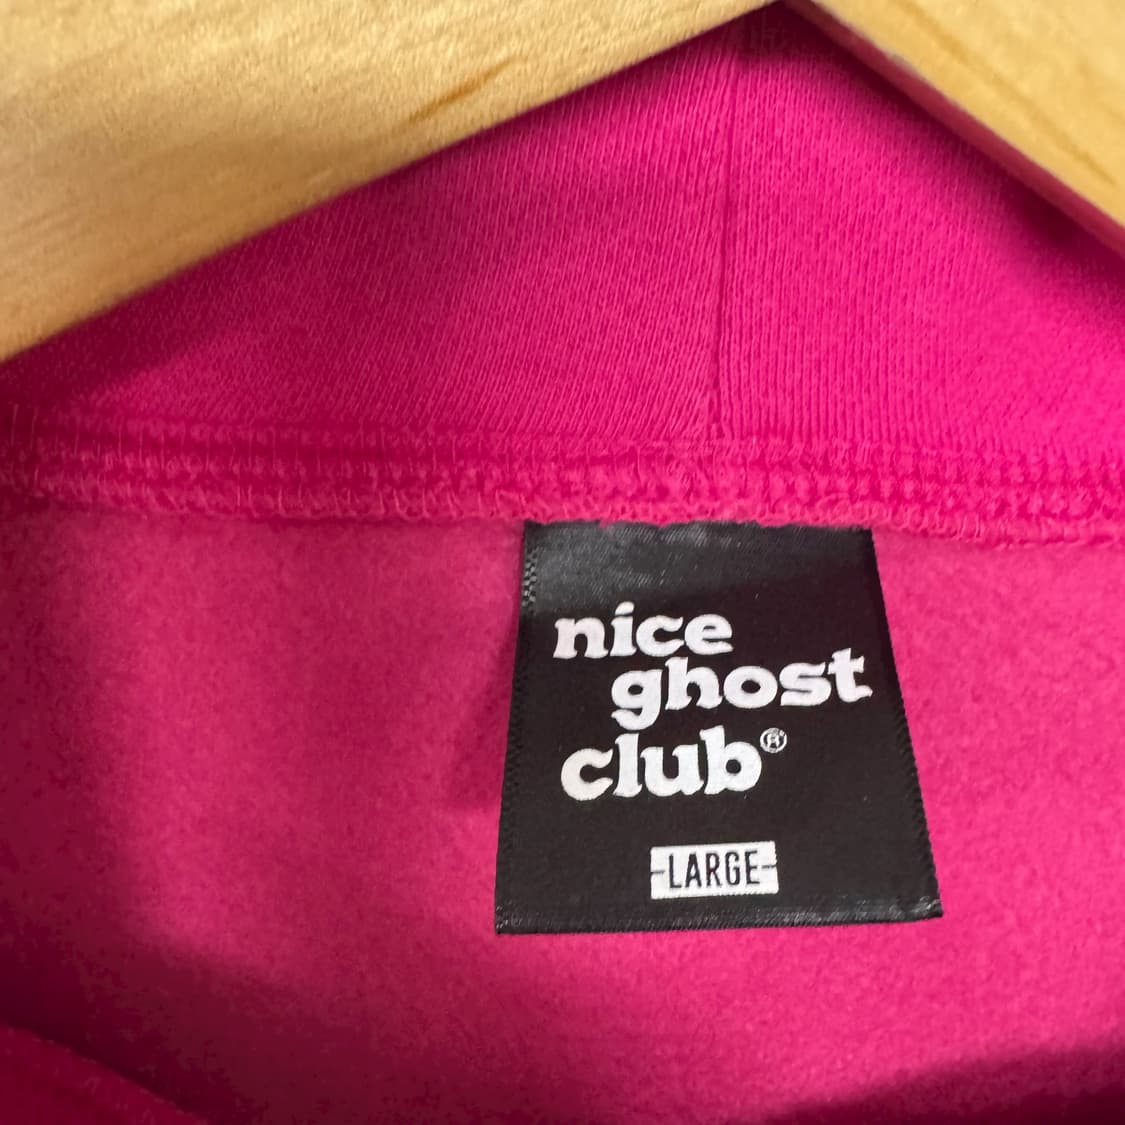 nice
ghost
club®
-LARGE-